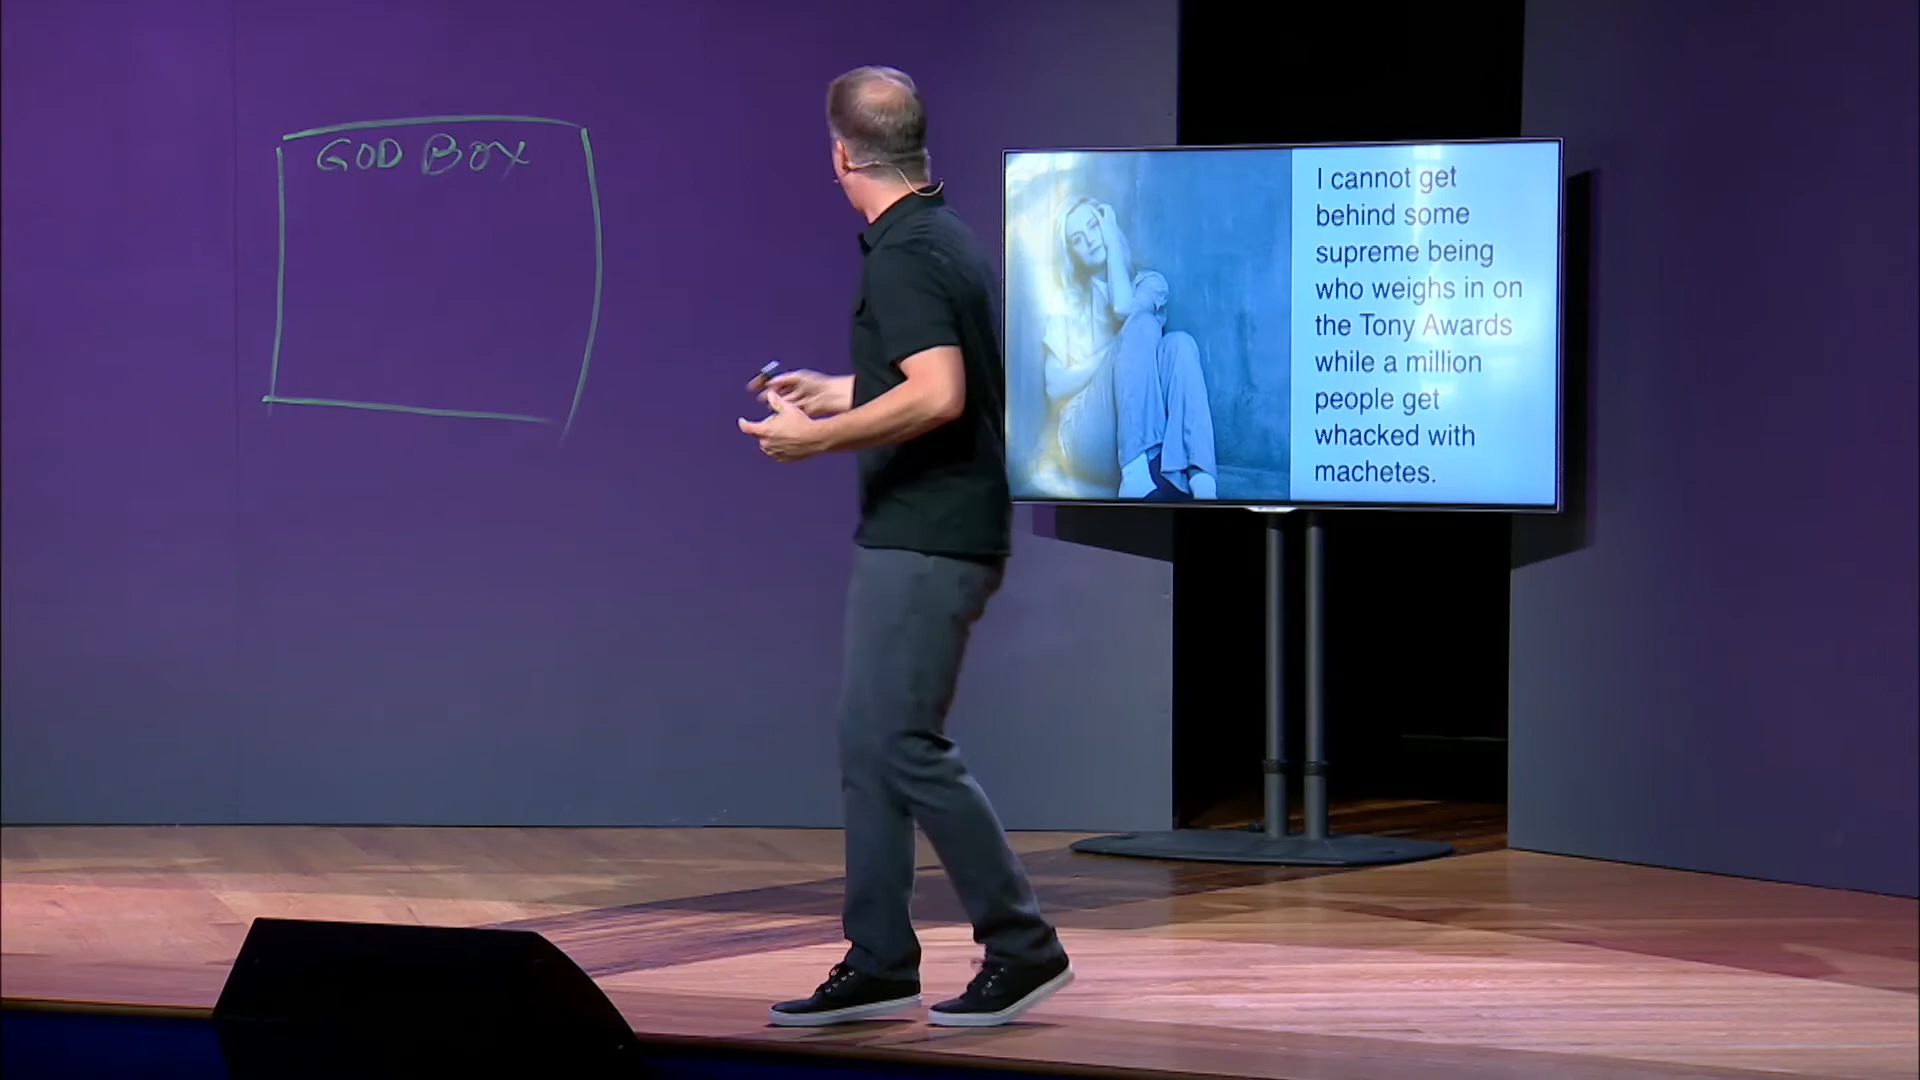 GOD BOX
I cannot get
behind some
supreme being
who weighs in on
the Tony Awards
while a million
people get
whacked with
machetes.